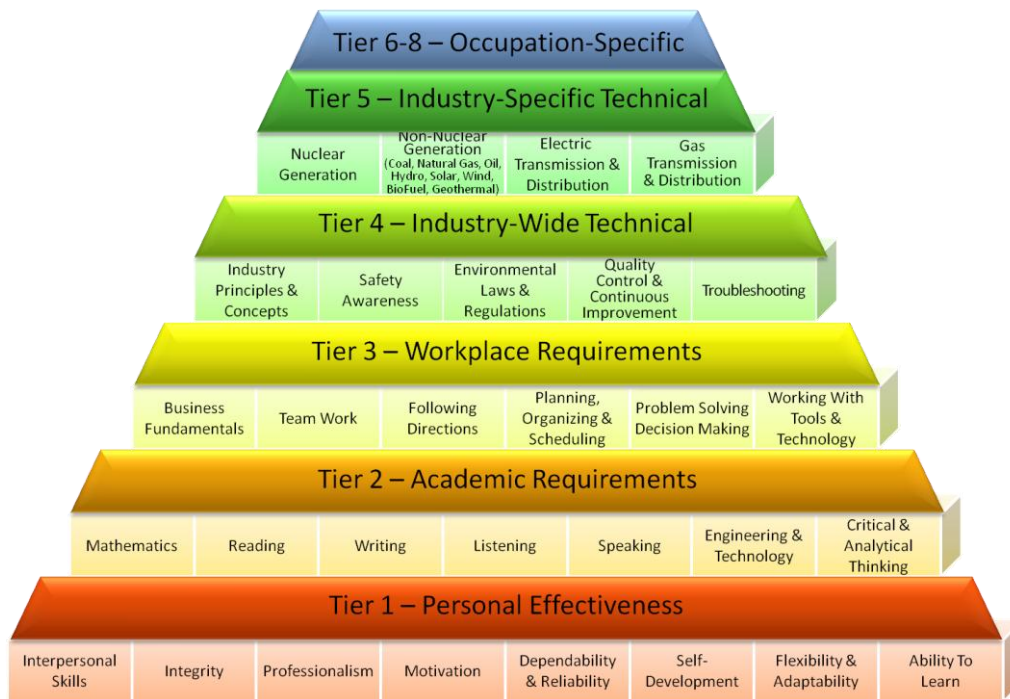 Tier 6-8 – Occupation-Specific
Tier 5 – Industry-Specific Technical
Nuclear
Generation
Non-Nuclear
Generation
(Coal, Natural Gas, Oil,
Hydro, Solar, Wind,
BioFuel, Geothermal)
Electric
Transmission &
Distribution
Gas
Transmission
& Distribution
Tier 4 – Industry-Wide Technical
Industry
Principles &
Concepts
Safety
Awareness
Environmental
Laws &
Regulations
Quality
Control &
Continuous
Improvement
Troubleshooting
Tier 3 – Workplace Requirements
Business
Fundamentals
Team Work
Following
Directions
Planning,
Organizing &
Scheduling
Problem Solving
Decision Making
Working With
Tools &
Technology
Tier 2 – Academic Requirements
Mathematics
Reading
Writing
Listening
Speaking
Engineering &
Technology
Critical &
Analytical
Thinking
Tier 1 – Personal Effectiveness
Interpersonal
Skills
Integrity
Professionalism
Motivation
Dependability
& Reliability
Self-
Development
Flexibility &
Adaptability
Ability To
Learn